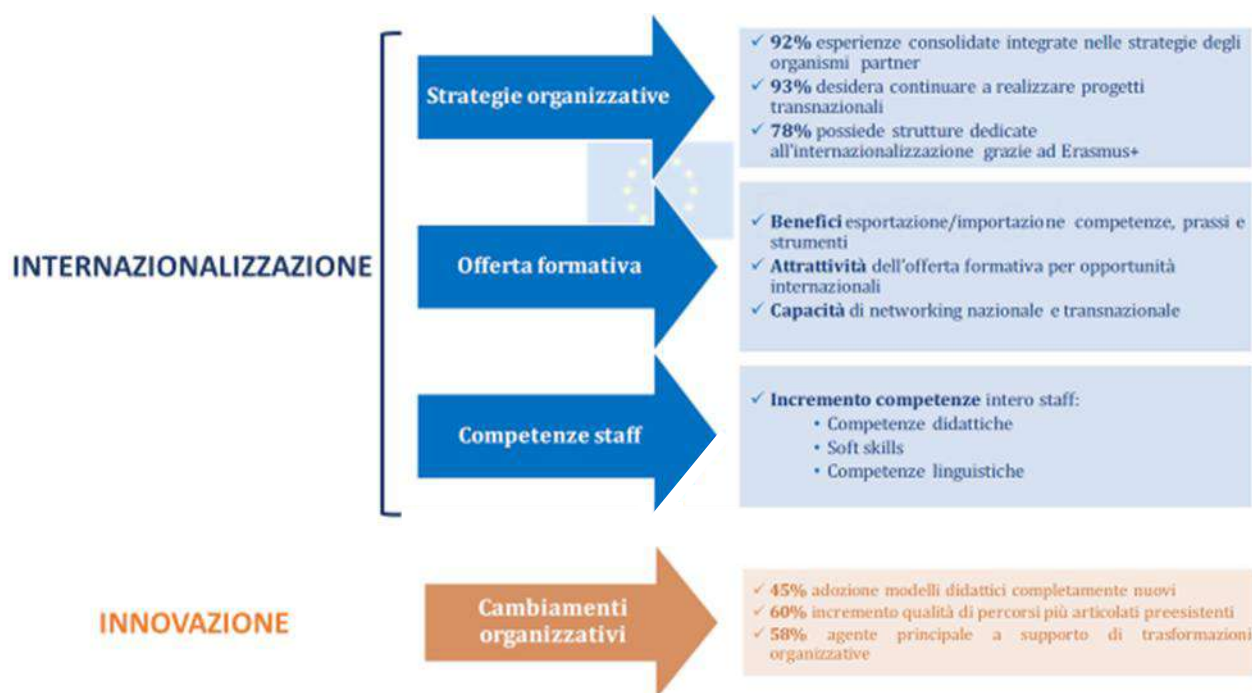 INTERNAZIONALIZZAZIONE
Strategie organizzative
✓ 92% esperienze consolidate integrate nelle strategie degli
organismi partner
✓ 93% desidera continuare a realizzare progetti
transnazionali
✓ 78% possiede strutture dedicate
all'internazionalizzazione grazie ad Erasmus+
Offerta formativa
✓ Benefici esportazione/importazione competenze, prassi e
strumenti
✓ Attrattività dell'offerta formativa per opportunità
internazionali
✓ Capacità di networking nazionale e transnazionale
Competenze staff
✓ Incremento competenze intero staff:
• Competenze didattiche
• Soft skills
• Competenze linguistiche
INNOVAZIONE
Cambiamenti
organizzativi
✓ 45% adozione modelli didattici completamente nuovi
✓ 60% incremento qualità di percorsi più articolati preesistenti
✓ 58% agente principale a supporto di trasformazioni
organizzative